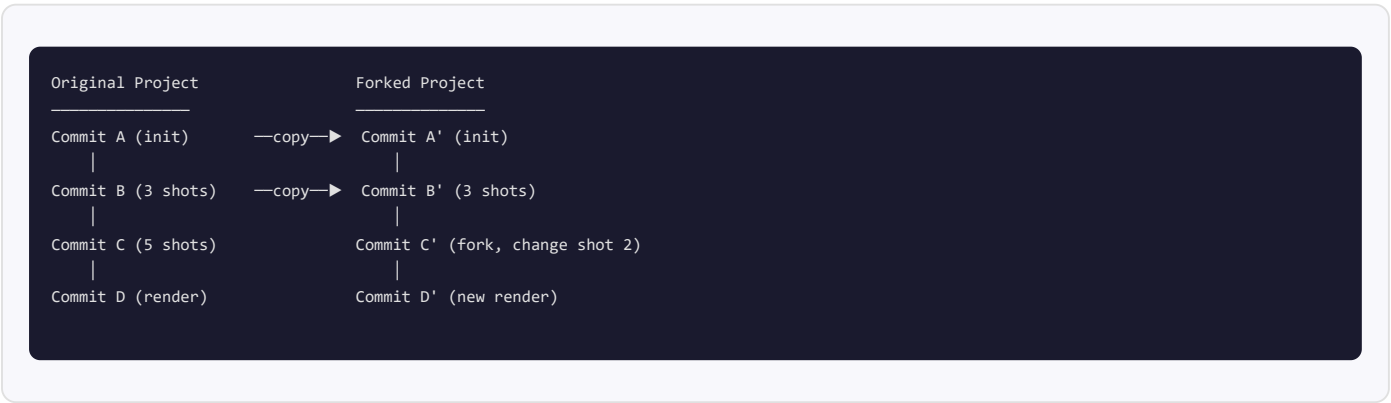 Original Project                 Forked Project
───────────────                 ──────────────
Commit A (init)       ──copy──▶  Commit A' (init)
    │                                │
Commit B (3 shots)    ──copy──▶  Commit B' (3 shots)
    │                                │
Commit C (5 shots)               Commit C' (fork, change shot 2)
    │                                │
Commit D (render)                Commit D' (new render)